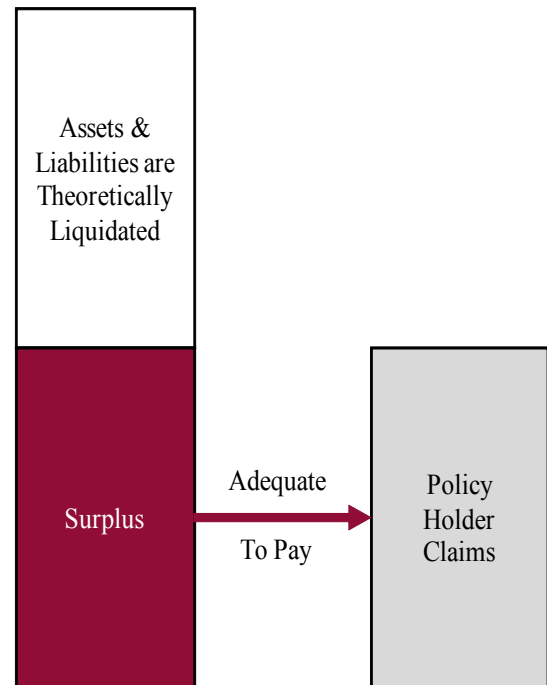 Assets &
Liabilities are
Theoretically
Liquidated
Surplus
Adequate
To Pay
Policy
Holder
Claims